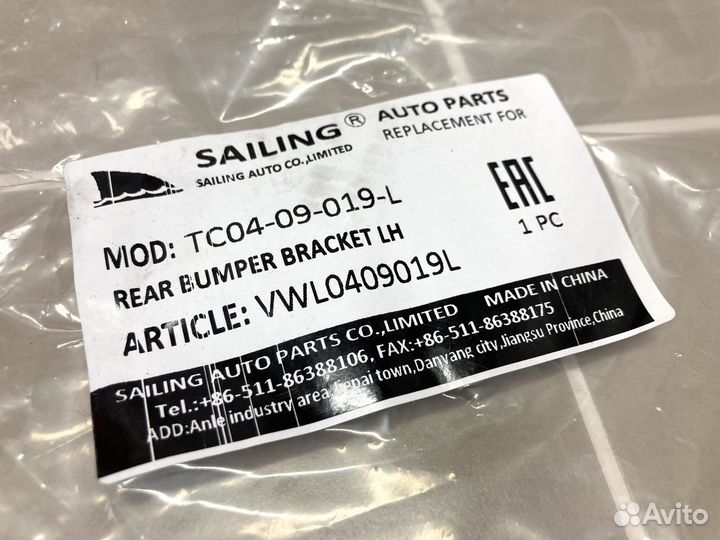 SAILING ® AUTO PARTS
SAILING AUTO CO.,LIMITED REPLACEMENT FOR
MOD: TC04-09-019-L
EAC
REAR BUMPER BRACKET LH
1 PC
ARTICLE: VWL0409019L
SAILING AUTO PARTS CO.,LIMITED MADE IN CHINA
Tel.:+86-511-86388106, FAX:+86-511-86388175
ADD:Anle industry area,Jiepai town,Danyang city,Jiangsu Province,China
Avito